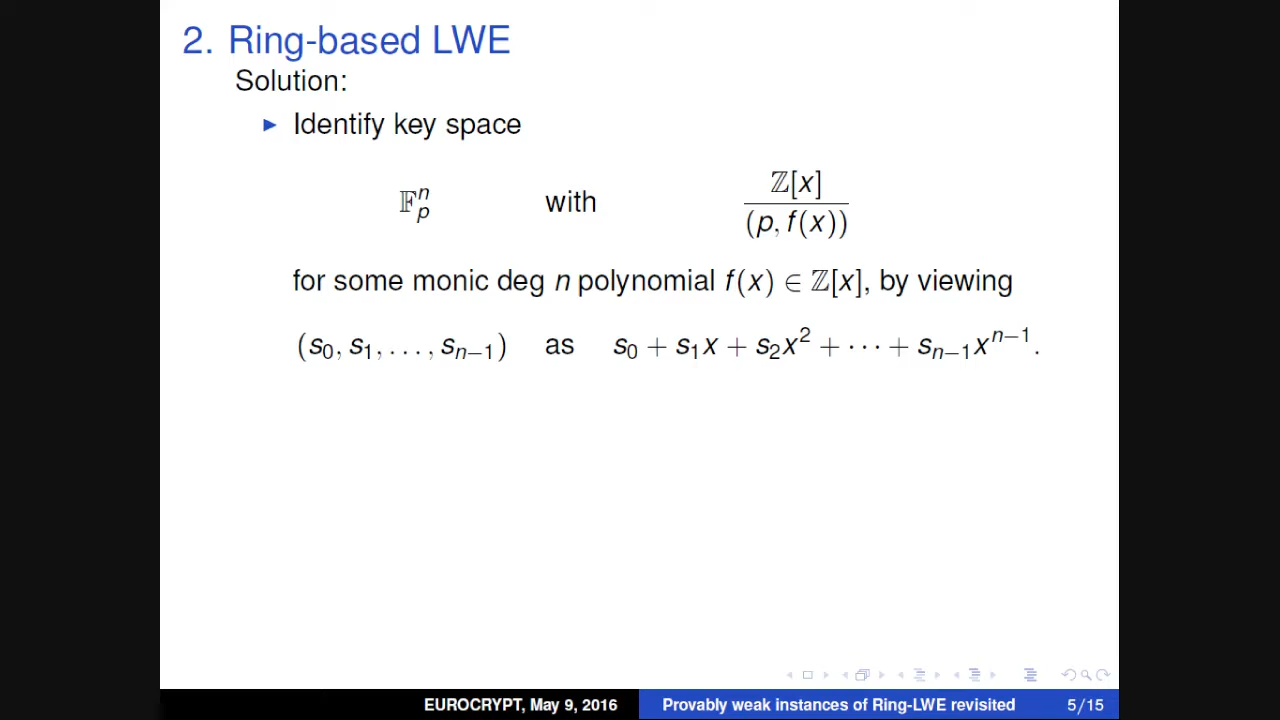 2. Ring-based LWE
Solution:
► Identify key space
𝔽ₚⁿ with ℤ[x] / (p, f(x))
for some monic deg n polynomial f(x) ∈ ℤ[x], by viewing
(s₀, s₁, . . . , sₙ₋₁) as s₀ + s₁x + s₂x² + · · · + sₙ₋₁xⁿ⁻¹.
EUROCRYPT, May 9, 2016 Provably weak instances of Ring-LWE revisited 5/15